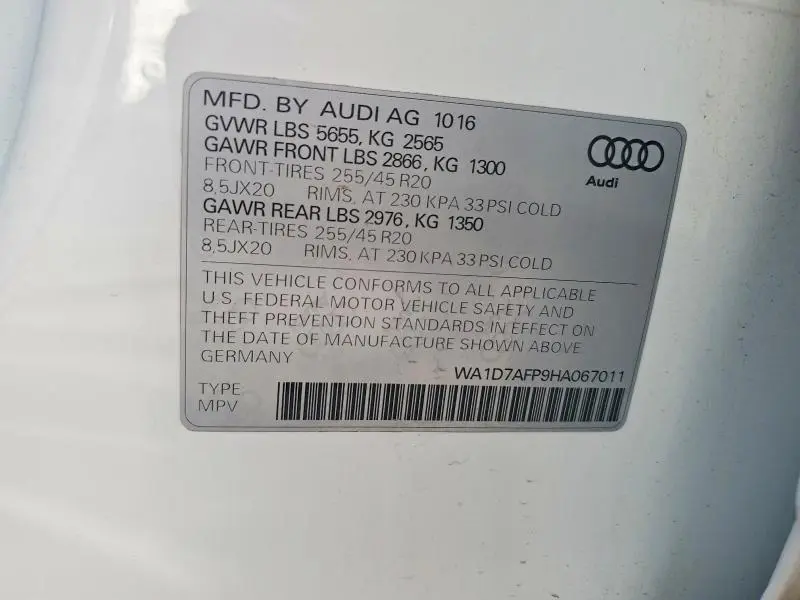 MFD. BY AUDI AG 1016
GVWR LBS 5655, KG 2565
GAWR FRONT LBS 2866, KG 1300
FRONT-TIRES 255/45 R20
8,5JX20 RIMS, AT 230 KPA 33 PSI COLD
GAWR REAR LBS 2976, KG 1350
REAR-TIRES 255/45 R20
8,5JX20 RIMS, AT 230 KPA 33 PSI COLD
Audi
THIS VEHICLE CONFORMS TO ALL APPLICABLE
U.S. FEDERAL MOTOR VEHICLE SAFETY AND
THEFT PREVENTION STANDARDS IN EFFECT ON
THE DATE OF MANUFACTURE SHOWN ABOVE.
GERMANY
WA1D7AFP9HA067011
TYPE
MPV